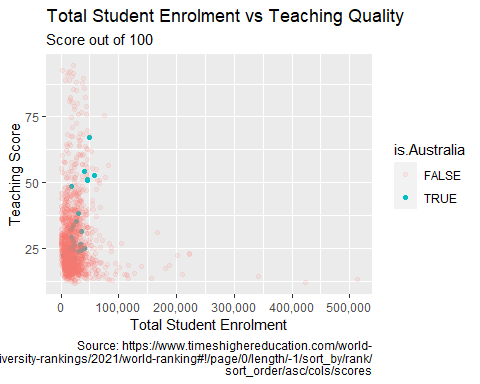 Total Student Enrolment vs Teaching Quality
Score out of 100
Teaching Score
75
50
25
0
100,000
200,000
300,000
400,000
500,000
Total Student Enrolment
is.Australia
FALSE
TRUE
Source: https://www.timeshighereducation.com/world-
iversity-rankings/2021/world-ranking#!/page/0/length/-1/sort_by/rank/
sort_order/asc/cols/scores